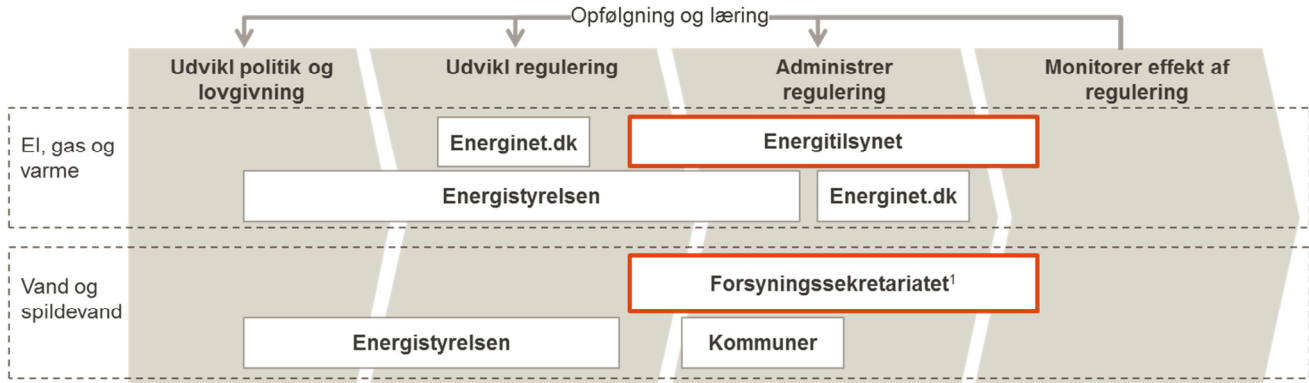 Opfølgning og læring
Udvikl politik og
lovgivning
Udvikl regulering
Administrer
regulering
Monitorer effekt af
regulering
El, gas og
varme
Energinet.dk
Energitilsynet
Energistyrelsen
Energinet.dk
Vand og
spildevand
Forsyningssekretariatet¹
Energistyrelsen
Kommuner